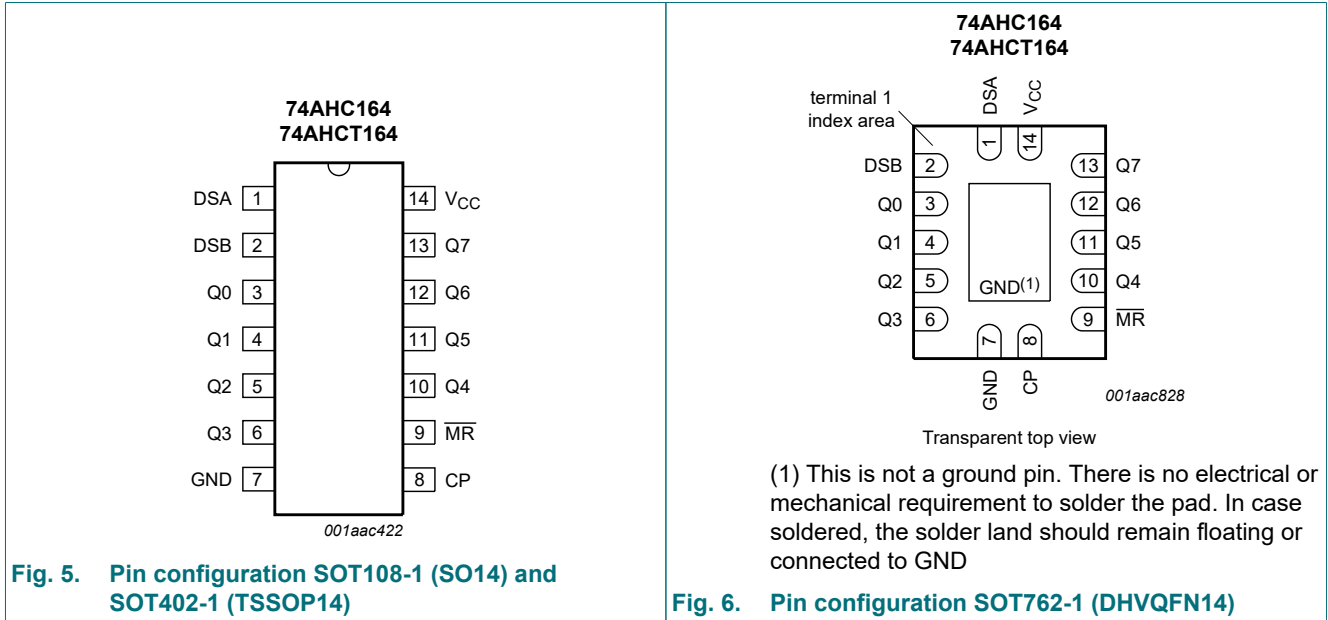 74AHC164
74AHCT164
DSA 1
14 VCC
DSB 2
13 Q7
Q0 3
12 Q6
Q1 4
11 Q5
Q2 5
10 Q4
Q3 6
9 MR
GND 7
8 CP
001aac422
Fig. 5. Pin configuration SOT108-1 (SO14) and
SOT402-1 (TSSOP14)
74AHC164
74AHCT164
terminal 1
index area
DSA
VCC
1
14
DSB 2
13 Q7
Q0 3
12 Q6
Q1 4
11 Q5
Q2 5
10 Q4
GND(1)
Q3 6
9 MR
7
8
GND
CP
001aac828
Transparent top view
(1) This is not a ground pin. There is no electrical or
mechanical requirement to solder the pad. In case
soldered, the solder land should remain floating or
connected to GND
Fig. 6. Pin configuration SOT762-1 (DHVQFN14)